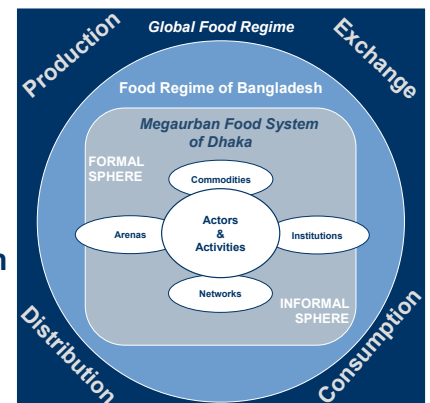 Production
Global Food Regime
Exchange
Food Regime of Bangladesh
Megaurban Food System
of Dhaka
FORMAL
SPHERE
Commodities
Arenas
Actors
&
Activities
Institutions
Networks
n
INFORMAL
SPHERE
Distribution
Consumption